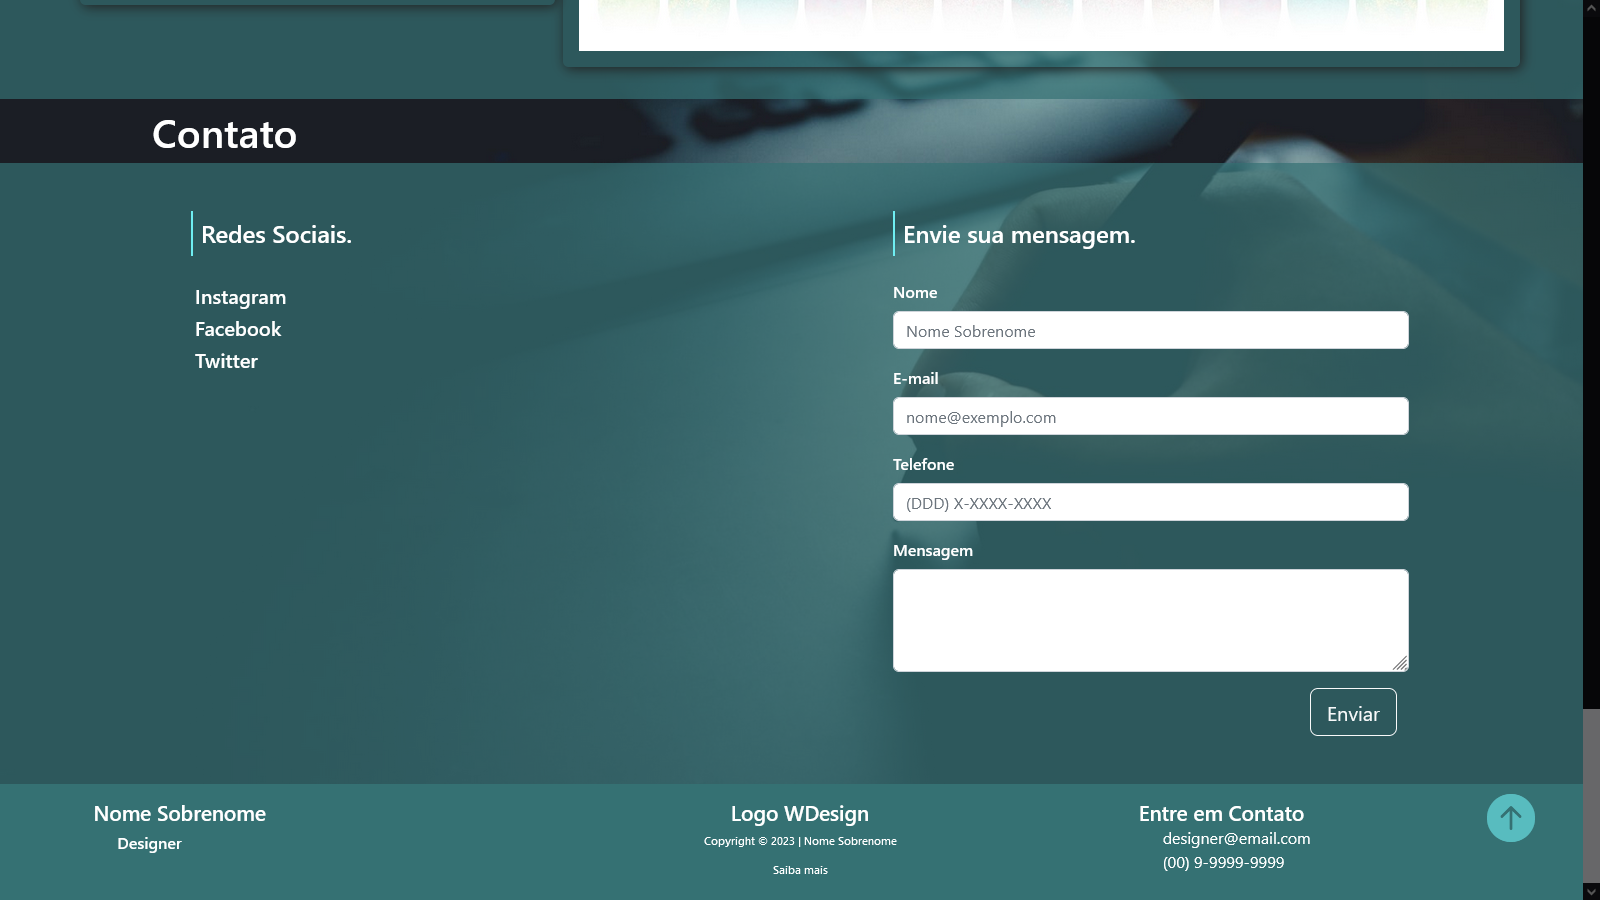 Contato
Redes Sociais.
Instagram
Facebook
Twitter
Envie sua mensagem.
Nome
Nome Sobrenome
E-mail
nome@exemplo.com
Telefone
(DDD) X-XXXX-XXXX
Mensagem
Enviar
Nome Sobrenome
Designer
Logo WDesign
Copyright © 2023 | Nome Sobrenome
Saiba mais
Entre em Contato
designer@email.com
(00) 9-9999-9999